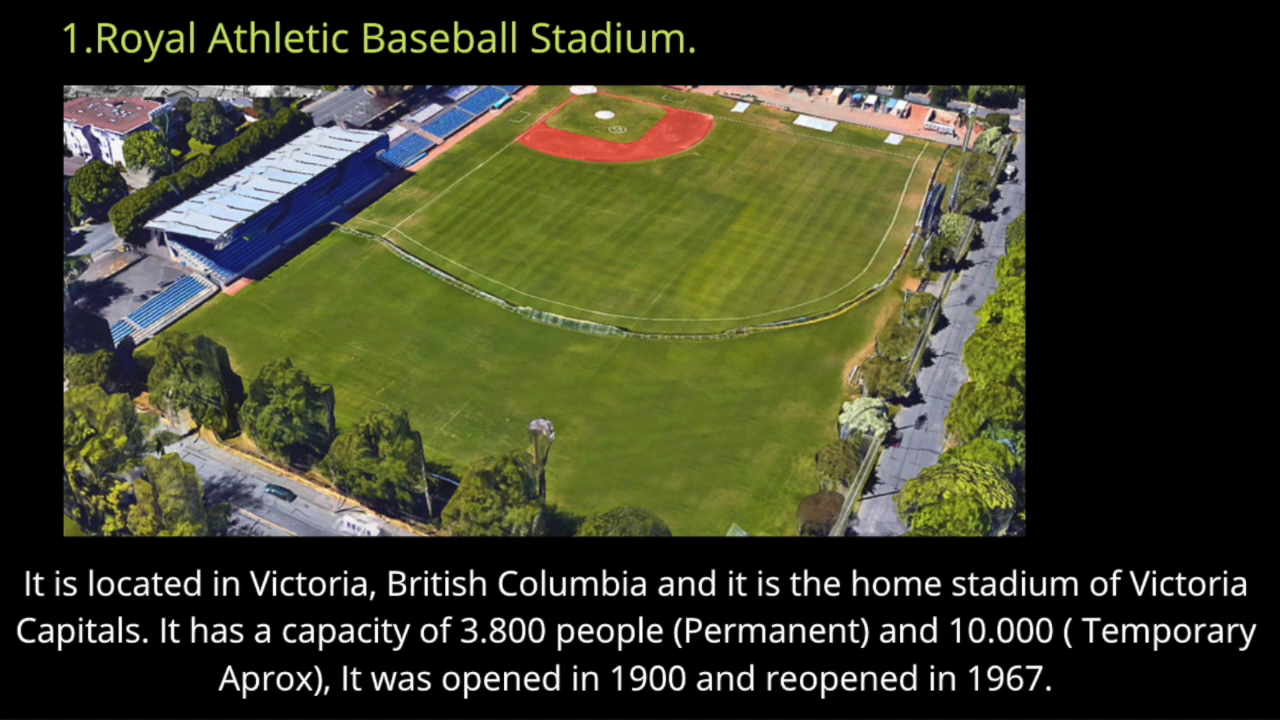 1.Royal Athletic Baseball Stadium.
It is located in Victoria, British Columbia and it is the home stadium of Victoria
Capitals. It has a capacity of 3.800 people (Permanent) and 10.000 ( Temporary
Aprox), It was opened in 1900 and reopened in 1967.